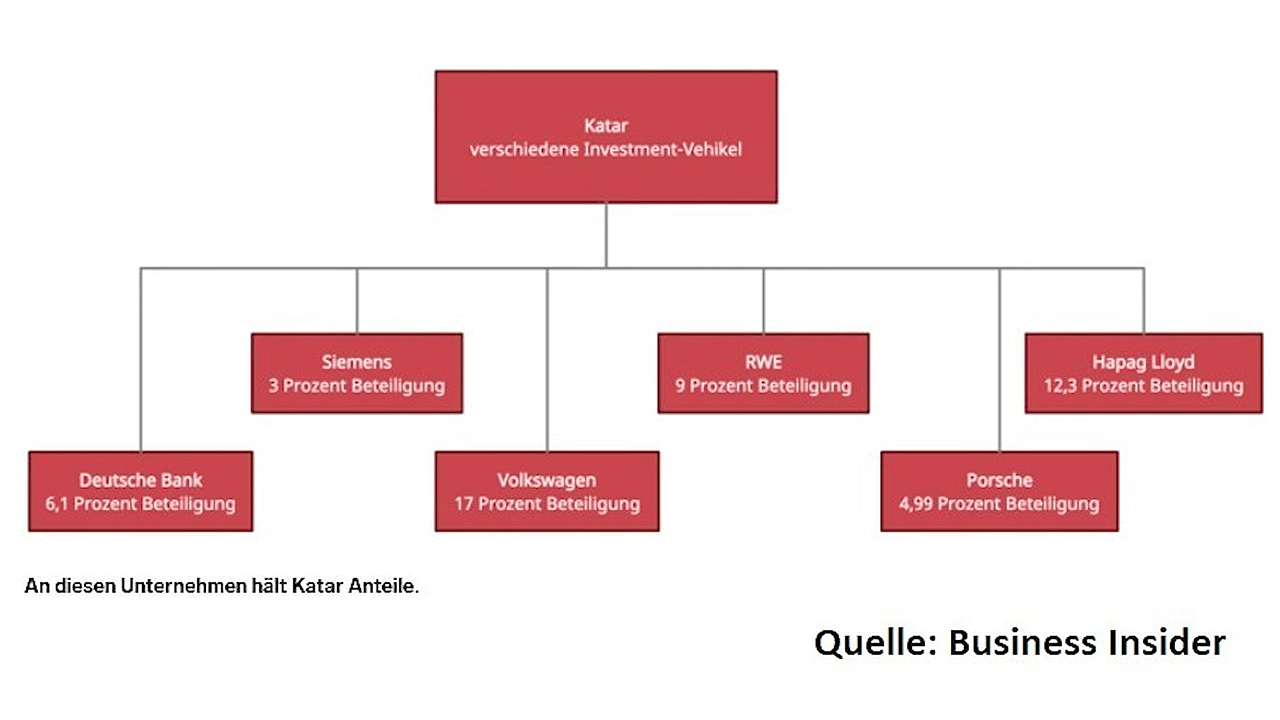 Katar
verschiedene Investment-Vehikel
Siemens
3 Prozent Beteiligung
RWE
9 Prozent Beteiligung
Hapag Lloyd
12,3 Prozent Beteiligung
Deutsche Bank
6,1 Prozent Beteiligung
Volkswagen
17 Prozent Beteiligung
Porsche
4,99 Prozent Beteiligung
An diesen Unternehmen hält Katar Anteile.
Quelle: Business Insider